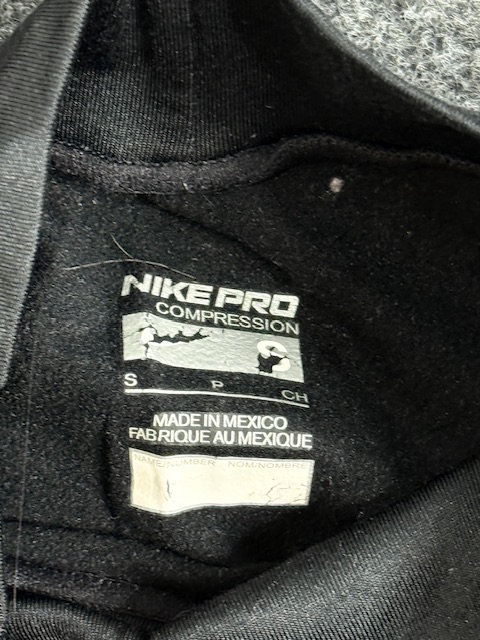 NIKE PRO
COMPRESSION
S
S P CH
MADE IN MEXICO
FABRIQUE AU MEXIQUE
NAME/NUMBER NOM/NOMBRE